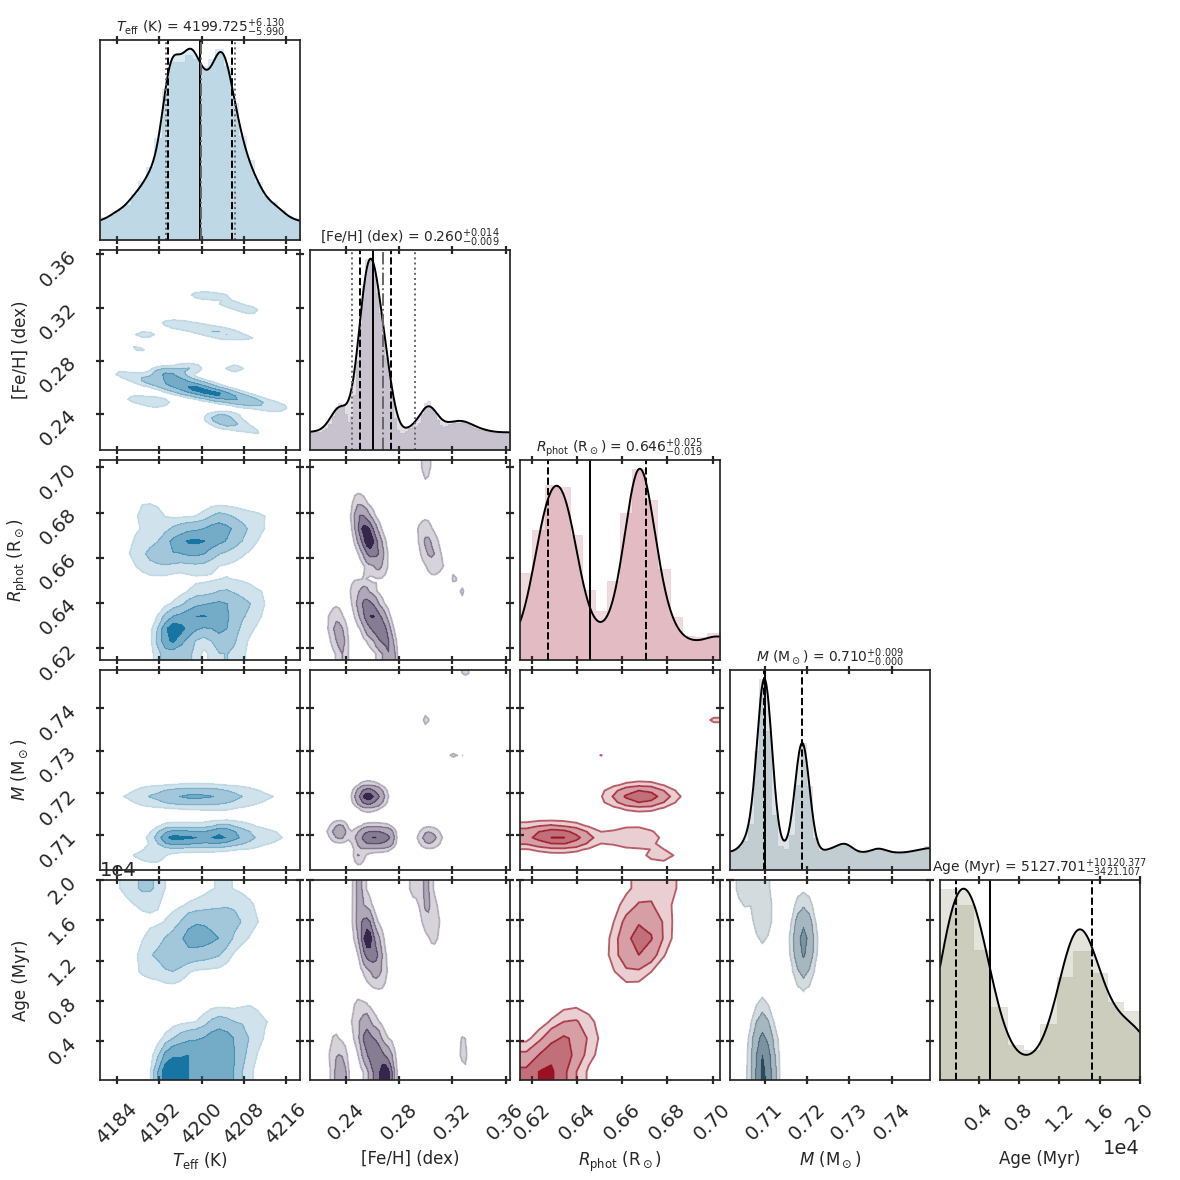 T_eff (K) = 4199.725 +6.130 −5.990
[Fe/H] (dex) = 0.260 +0.014 −0.009
0.36
0.32
0.28
0.24
[Fe/H] (dex)
R_phot (R⊙) = 0.646 +0.025 −0.019
0.70
0.68
0.66
0.64
0.62
R_phot (R⊙)
M (M⊙) = 0.710 +0.009 −0.000
0.74
0.73
0.72
0.71
M (M⊙)
1e4
Age (Myr) = 5127.701 +10120.377 −3421.107
2.0
1.6
1.2
0.8
0.4
Age (Myr)
4184 4192 4200 4208 4216
0.24 0.28 0.32 0.36
0.62 0.64 0.66 0.68 0.70
0.71 0.72 0.73 0.74
0.4 0.8 1.2 1.6 2.0
1e4
T_eff (K)
[Fe/H] (dex)
R_phot (R⊙)
M (M⊙)
Age (Myr)